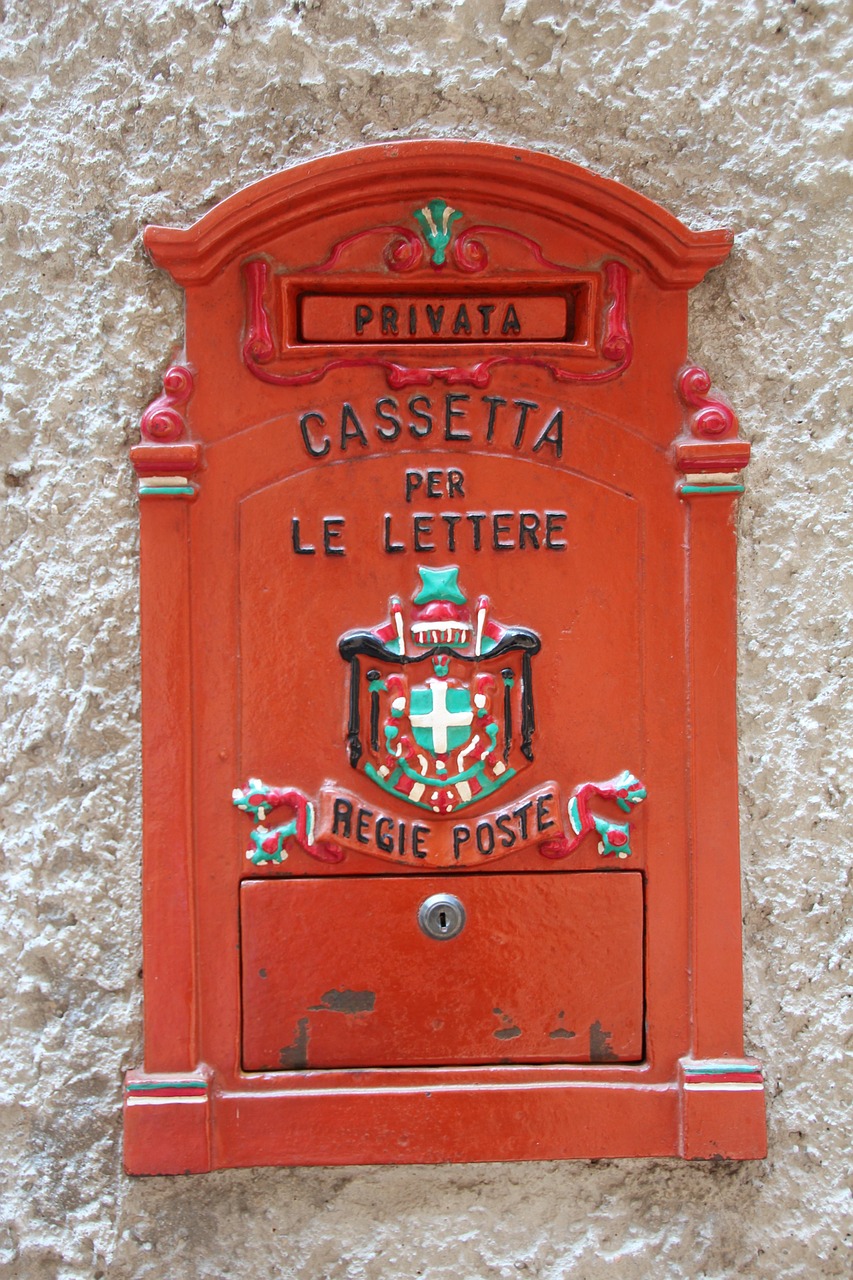 PRIVATA
CASSETTA
PER
LE LETTERE
REGIE POSTE